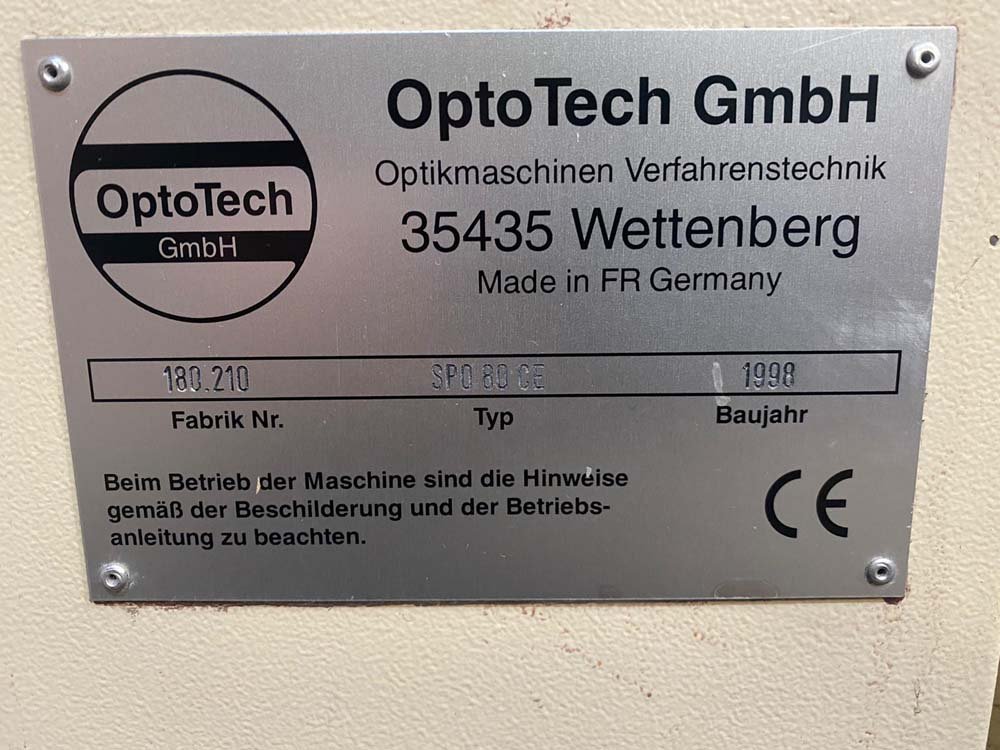 OptoTech
GmbH
OptoTech GmbH
Optikmaschinen Verfahrenstechnik
35435 Wettenberg
Made in FR Germany
180.210 SPO 80 CE 1998
Fabrik Nr. Typ Baujahr
Beim Betrieb der Maschine sind die Hinweise
gemäß der Beschilderung und der Betriebs-
anleitung zu beachten.
CE